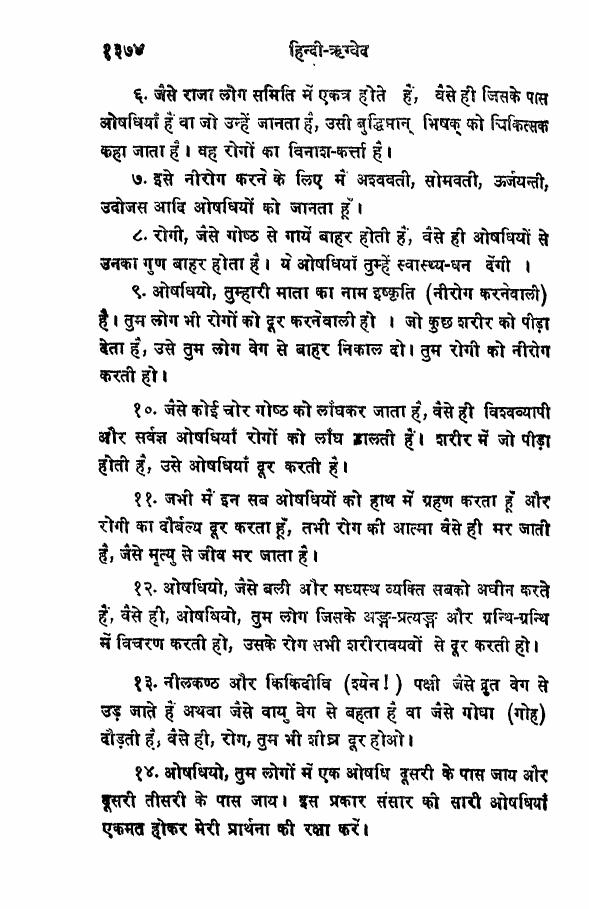 १३७४ हिन्दी-ऋग्वेद
६. जैसे राजा लोग समिति में एकत्र होते हैं, वैसे ही जिसके पास
ओषधियाँ हैं वा जो उन्हें जानता है, उसी बुद्धिमान् भिषक् को चिकित्सक
कहा जाता है। वह रोगों का विनाश-कर्त्ता है।
७. इसे नीरोग करने के लिए मैं अश्ववती, सोमवती, ऊर्जयन्ती,
उदोजस आदि ओषधियों को जानता हूँ।
८. रोगी, जैसे गोष्ठ से गायें बाहर होती हैं, वैसे ही ओषधियों से
उनका गुण बाहर होता है। ये ओषधियाँ तुम्हें स्वास्थ्य-धन देंगी ।
९. ओषधियो, तुम्हारी माता का नाम इष्कृति (नीरोग करनेवाली)
है। तुम लोग भी रोगों को दूर करनेवाली हो । जो कुछ शरीर को पीड़ा
देता है, उसे तुम लोग वेग से बाहर निकाल दो। तुम रोगी को नीरोग
करती हो।
१०. जैसे कोई चोर गोष्ठ को लाँघकर जाता है, वैसे ही विश्वव्यापी
और सर्वज्ञ ओषधियाँ रोगों को लाँघ डालती हैं। शरीर में जो पीड़ा
होती है, उसे ओषधियाँ दूर करती है।
११. जभी मैं इन सब ओषधियों को हाथ में ग्रहण करता हूँ और
रोगी का दौर्बल्य दूर करता हूँ, तभी रोग की आत्मा वैसे ही मर जाती
है, जैसे मृत्यु से जीव मर जाता है।
१२. ओषधियो, जैसे बली और मध्यस्थ व्यक्ति सबको अधीन करते
हैं, वैसे ही, ओषधियो, तुम लोग जिसके अङ्ग-प्रत्यङ्ग और ग्रन्थि-ग्रन्थि
में विचरण करती हो, उसके रोग सभी शरीरावयवों से दूर करती हो।
१३. नीलकण्ठ और किकिदीवि (श्येन!) पक्षी जैसे द्रुत वेग से
उड़ जाते हैं अथवा जैसे वायु वेग से बहता है वा जैसे गोधा (गोह)
दौड़ती है, वैसे ही, रोग, तुम भी शीघ्र दूर होओ।
१४. ओषधियो, तुम लोगों में एक ओषधि दूसरी के पास जाय और
दूसरी तीसरी के पास जाय। इस प्रकार संसार की सारी ओषधियाँ
एकमत होकर मेरी प्रार्थना की रक्षा करें।